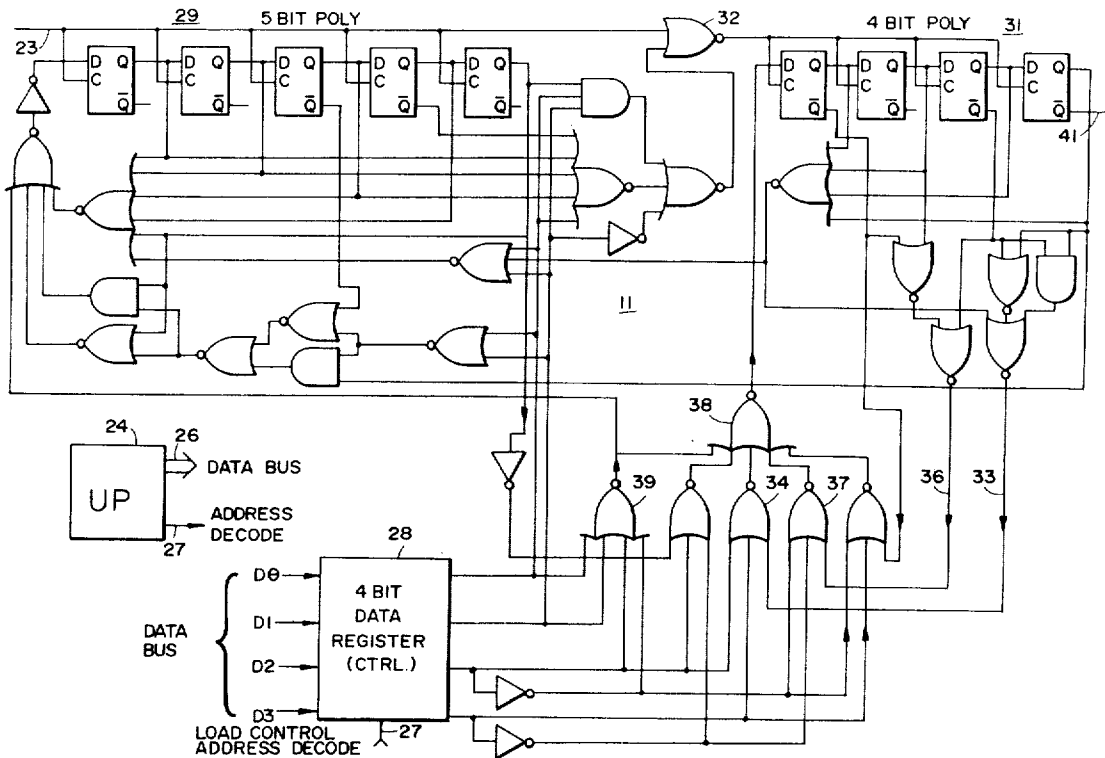 29 5 BIT POLY 32 4 BIT POLY 31
23
D Q D Q D Q D Q D Q D Q D Q D Q D Q
C C C C C C C C C
Q̅ Q̅ Q̅ Q̅ Q̅ Q̅ Q̅ Q̅ Q̅
41
11
38
24 26
UP DATA BUS
39 34 37 36 33
ADDRESS
DECODE
27
28
DATA
BUS
DΘ
D1
D2
D3
4 BIT
DATA
REGISTER
(CTRL.)
LOAD CONTROL
ADDRESS DECODE
27